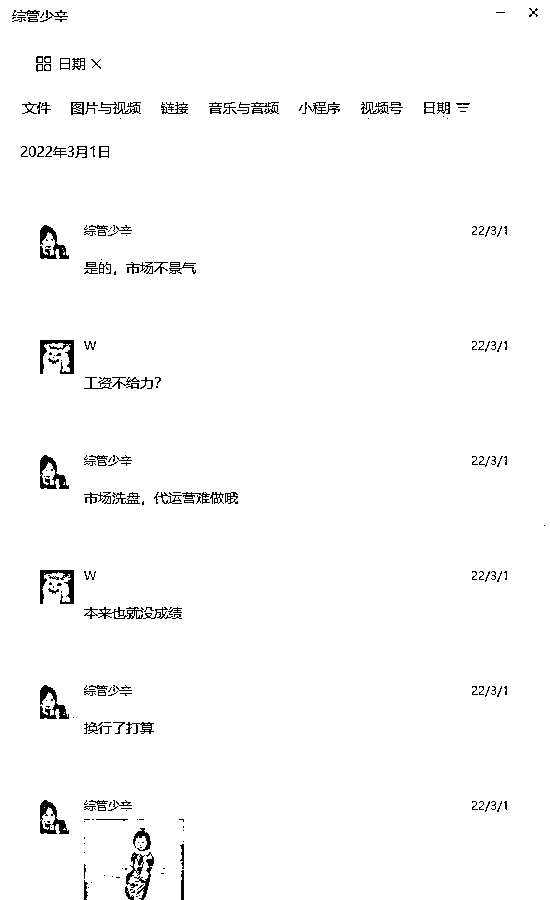 综管少辛
日期
文件 图片与视频 链接 音乐与音频 小程序 视频号 日期
2022年3月1日
综管少辛 22/3/1
是的，市场不景气
W 22/3/1
工资不给力？
综管少辛 22/3/1
市场洗盘，代运营难做哦
W 22/3/1
本来也就没成绩
综管少辛 22/3/1
换行了打算
综管少辛 22/3/1